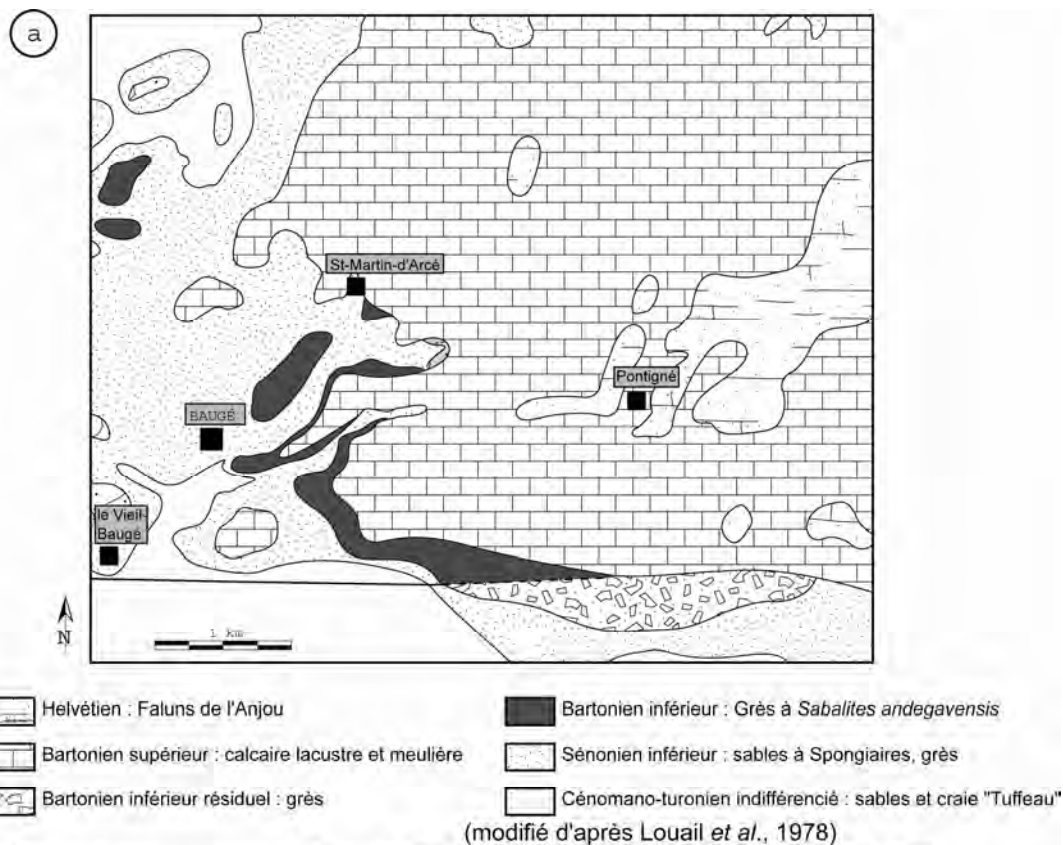 a
St-Martin-d'Arcé
Pontigné
BAUGÉ
le Vieil-
Baugé
N
1 km
Helvétien : Faluns de l'Anjou
Bartonien supérieur : calcaire lacustre et meulière
Bartonien inférieur résiduel : grès
Bartonien inférieur : Grès à Sabalites andegavensis
Sénonien inférieur : sables à Spongiaires, grès
Cénomano-turonien indifférencié : sables et craie "Tuffeau"
(modifié d'après Louail et al., 1978)